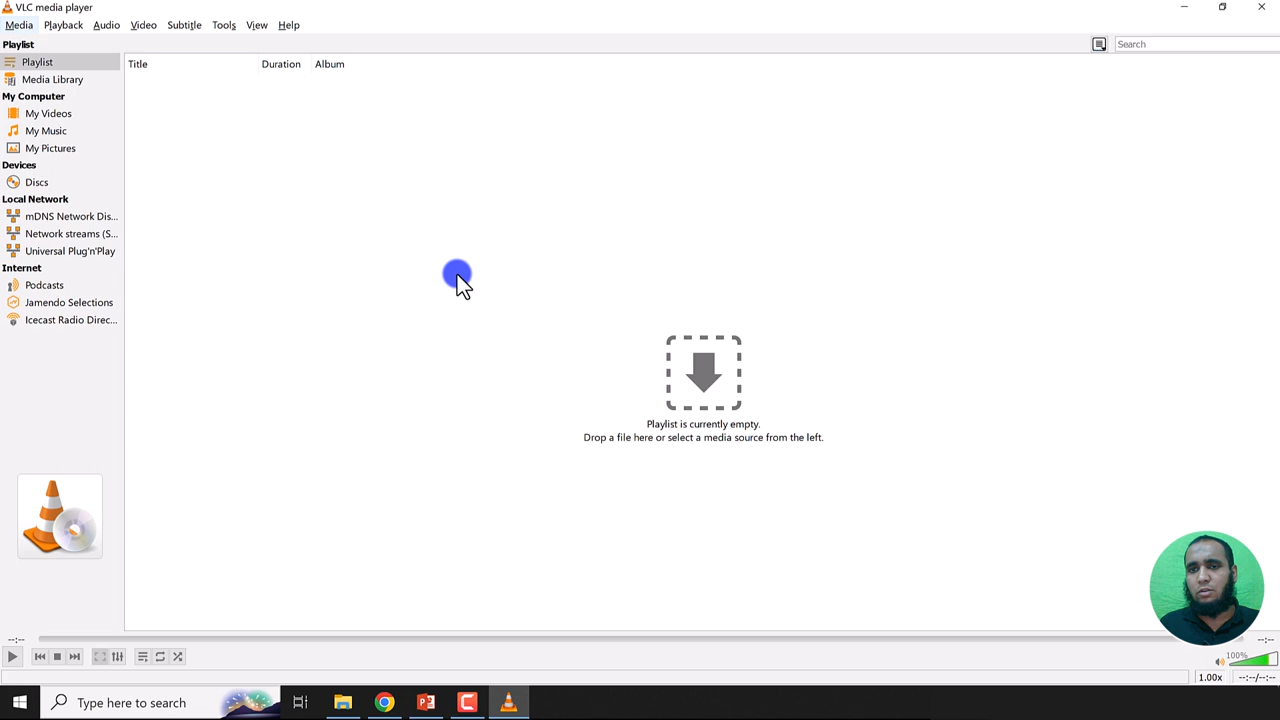 VLC media player
Media Playback Audio Video Subtitle Tools View Help
Playlist
Search
Playlist
Title Duration Album
Media Library
My Computer
My Videos
My Music
My Pictures
Devices
Discs
Local Network
mDNS Network Dis...
Network streams (S...
Universal Plug'n'Play
Internet
Podcasts
Jamendo Selections
Icecast Radio Direc...
Playlist is currently empty.
Drop a file here or select a media source from the left.
--:-- --:--
100%
1.00x --:--/--:--
Type here to search